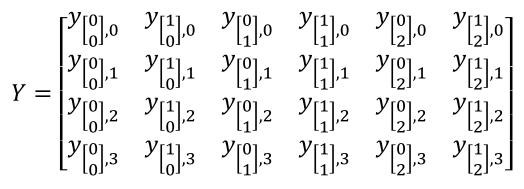 Y = [ y_{[0 0],0} y_{[1 0],0} y_{[0 1],0} y_{[1 1],0} y_{[0 2],0} y_{[1 2],0}
y_{[0 0],1} y_{[1 0],1} y_{[0 1],1} y_{[1 1],1} y_{[0 2],1} y_{[1 2],1}
y_{[0 0],2} y_{[1 0],2} y_{[0 1],2} y_{[1 1],2} y_{[0 2],2} y_{[1 2],2}
y_{[0 0],3} y_{[1 0],3} y_{[0 1],3} y_{[1 1],3} y_{[0 2],3} y_{[1 2],3} ]